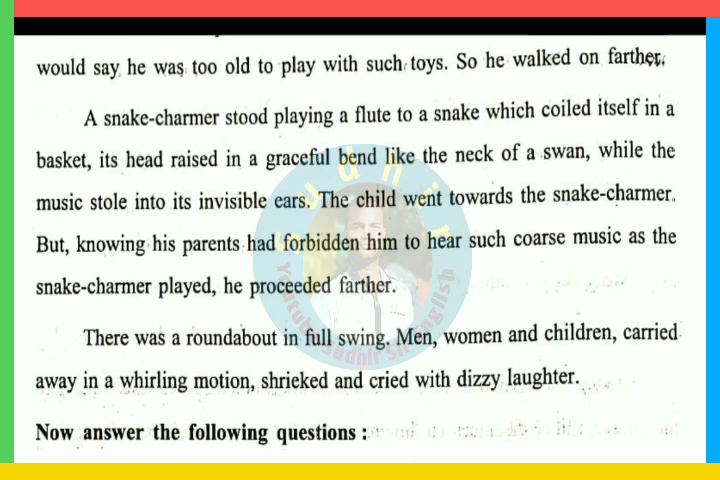 would say he was too old to play with such toys. So he walked on farther.
A snake-charmer stood playing a flute to a snake which coiled itself in a
basket, its head raised in a graceful bend like the neck of a swan, while the
music stole into its invisible ears. The child went towards the snake-charmer.
But, knowing his parents had forbidden him to hear such coarse music as the
snake-charmer played, he proceeded farther.
There was a roundabout in full swing. Men, women and children, carried
away in a whirling motion, shrieked and cried with dizzy laughter.
Now answer the following questions :
Sudhir
Youtube Sudhir Sir English